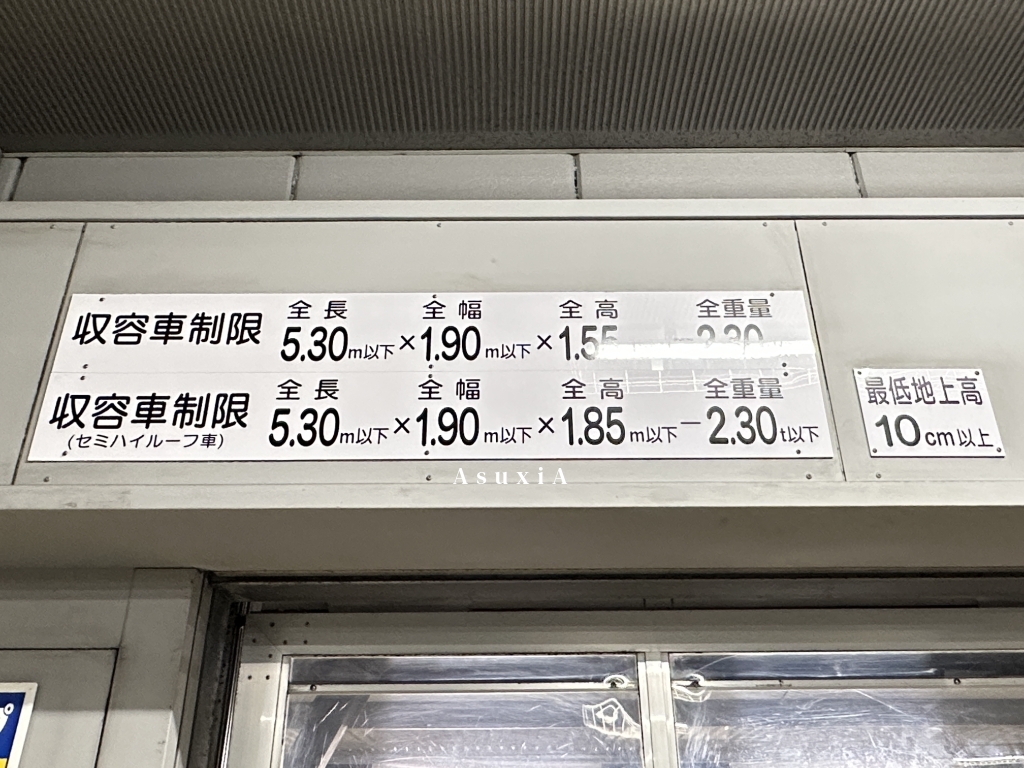 全長 全幅 全高 全重量
収容車制限 5.30m以下×1.90m以下×1.55 2.30
収容車制限 全長 全幅 全高 全重量
(セミハイルーフ車) 5.30m以下×1.90m以下×1.85m以下－2.30t以下
最低地上高
10cm以上
AsuxiA